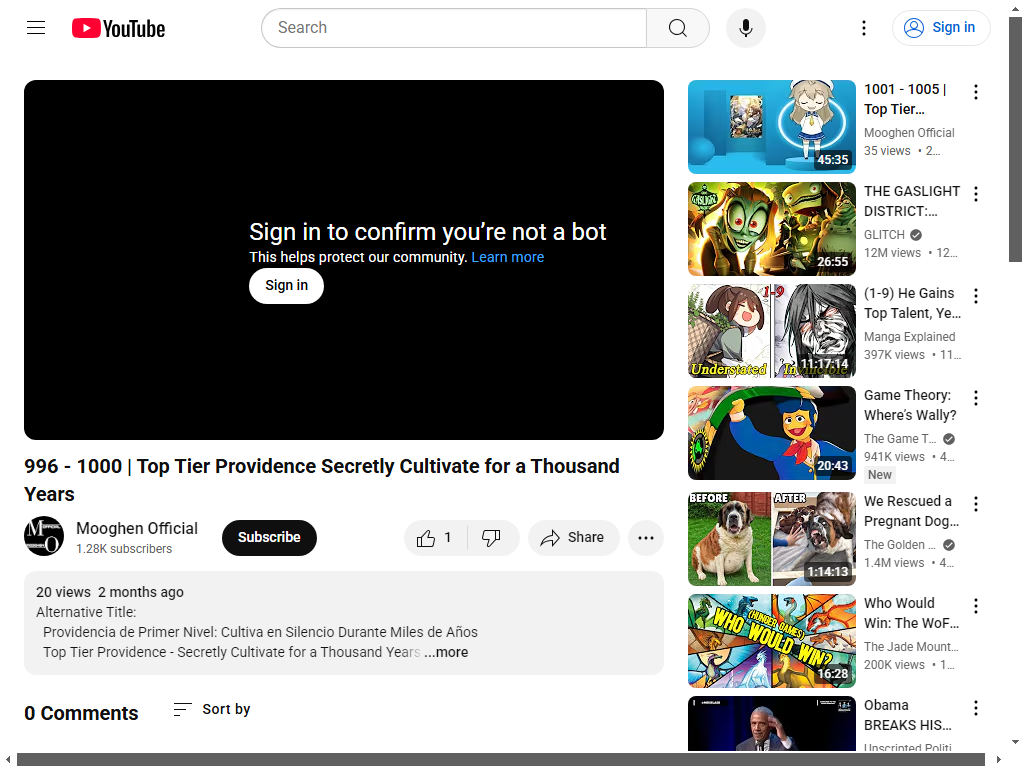 YouTube
Search
Sign in
Sign in to confirm you're not a bot
This helps protect our community. Learn more
Sign in
996 - 1000 | Top Tier Providence Secretly Cultivate for a Thousand
Years
Mooghen Official
1.28K subscribers
Subscribe
1
Share
20 views 2 months ago
Alternative Title:
Providencia de Primer Nivel: Cultiva en Silencio Durante Miles de Años
Top Tier Providence - Secretly Cultivate for a Thousand Years ...more
0 Comments
Sort by
45:35
1001 - 1005 |
Top Tier...
Mooghen Official
35 views • 2...
GASLIGHT
26:55
THE GASLIGHT
DISTRICT:...
GLITCH
12M views • 12...
1-9
Understated
Invincible
11:17:14
(1-9) He Gains
Top Talent, Ye...
Manga Explained
397K views • 11...
20:43
Game Theory:
Where's Wally?
The Game T...
941K views • 4...
New
BEFORE
AFTER
1:14:13
We Rescued a
Pregnant Dog...
The Golden ...
1.4M views • 4...
(HUNGER GAMES)
WHO WOULD WIN?
16:28
Who Would
Win: The WoF...
The Jade Mount...
200K views • 1...
Obama
BREAKS HIS...
Unscripted Politi